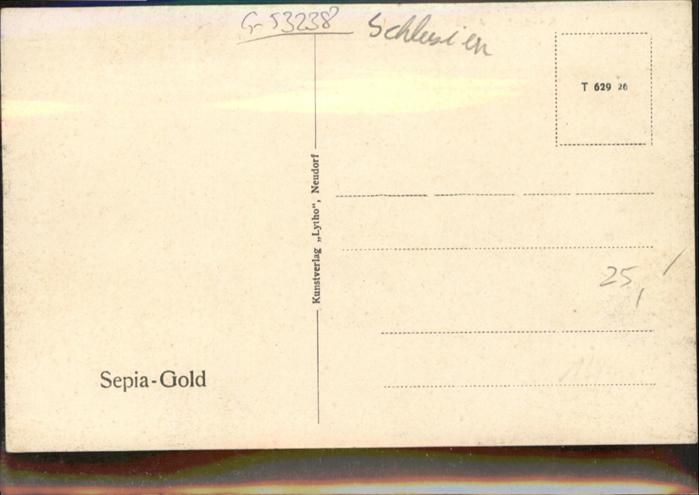 G-53238 Schlesien
T 629 26
Kunstverlag „Lytho“, Neudorf
25,
Sepia-Gold